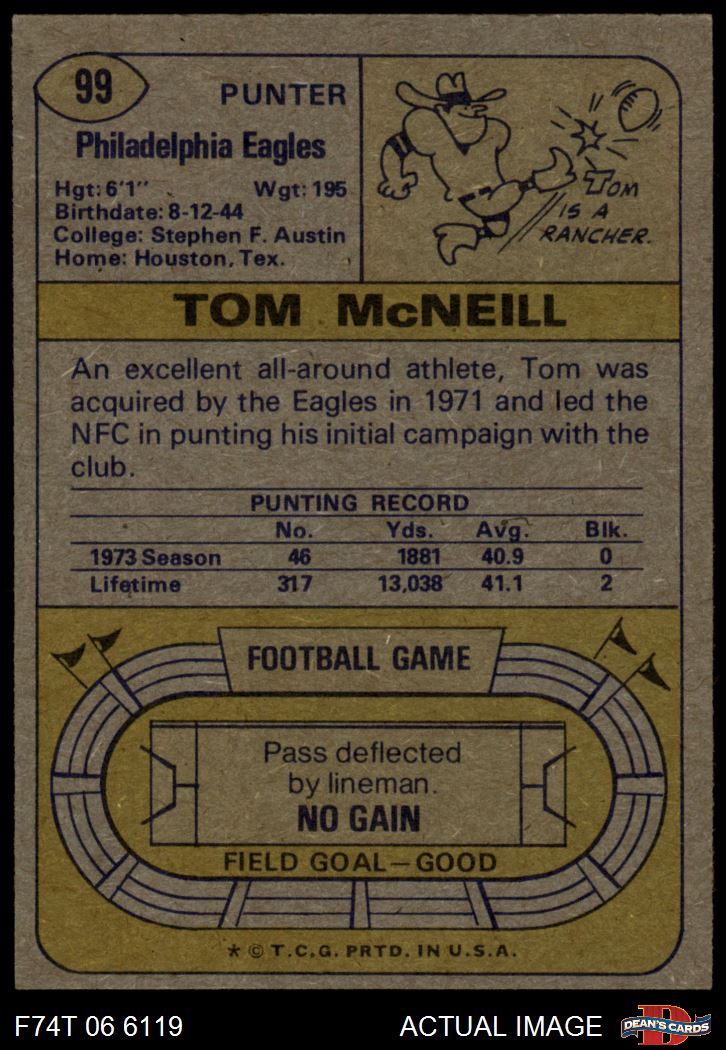 99
PUNTER
Philadelphia Eagles
Hgt: 6'1" Wgt: 195
Birthdate: 8-12-44
College: Stephen F. Austin
Home: Houston, Tex.
TOM
IS A
RANCHER.
TOM McNEILL
An excellent all-around athlete, Tom was
acquired by the Eagles in 1971 and led the
NFC in punting his initial campaign with the
club.
PUNTING RECORD
No. Yds. Avg. Blk.
1973 Season 46 1881 40.9 0
Lifetime 317 13,038 41.1 2
FOOTBALL GAME
Pass deflected
by lineman.
NO GAIN
FIELD GOAL—GOOD
* © T.C.G. PRTD. IN U.S.A.
F74T 06 6119 ACTUAL IMAGE
DEAN'S CARDS